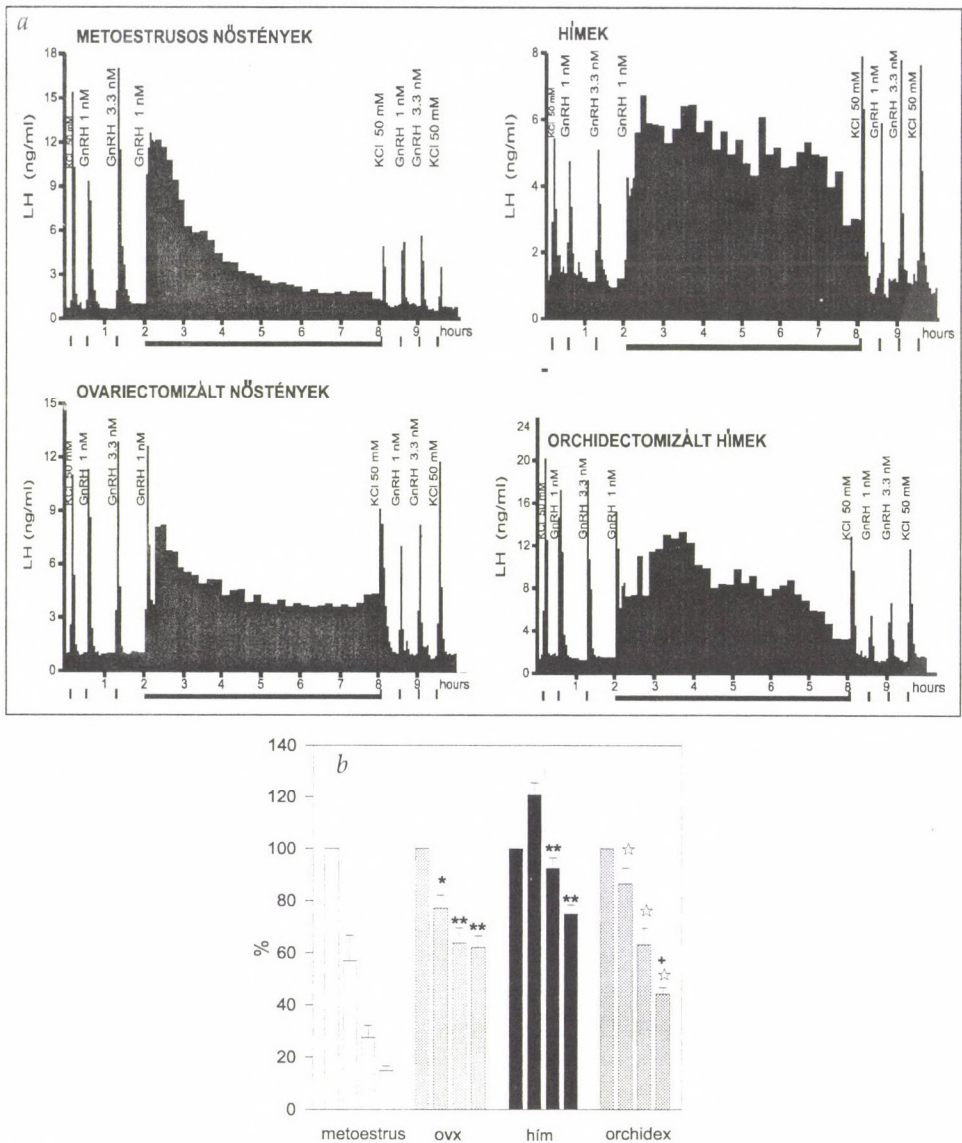 a
METOESTRUSOS NŐSTÉNYEK
LH (ng/ml)
18
15
12
9
6
3
0
KCl 50 mM
GnRH 1 nM
GnRH 3.3 nM
GnRH 1 nM
KCl 50 mM
GnRH 1 nM
GnRH 3.3 nM
KCl 50 mM
1 2 3 4 5 6 7 8 9 hours
HÍMEK
LH (ng/ml)
8
6
4
2
0
KCl 50 mM
GnRH 1 nM
GnRH 3.3 nM
GnRH 1 nM
KCl 50 mM
GnRH 1 nM
GnRH 3.3 nM
KCl 50 mM
1 2 3 4 5 6 7 8 9 hours
OVARIECTOMIZÁLT NŐSTÉNYEK
LH (ng/ml)
15
12
9
6
3
0
KCl 50 mM
GnRH 1 nM
GnRH 3.3 nM
GnRH 1 nM
KCl 50 mM
GnRH 1 nM
GnRH 3.3 nM
KCl 50 mM
1 2 3 4 5 6 7 8 9 hours
ORCHIDECTOMIZÁLT HÍMEK
LH (ng/ml)
24
20
16
12
8
4
0
KCl 50 mM
GnRH 1 nM
GnRH 3.3 nM
GnRH 1 nM
KCl 50 mM
GnRH 1 nM
GnRH 3.3 nM
KCl 50 mM
1 2 3 4 5 5 7 8 9 hours
b
%
140
120
100
80
60
40
20
0
* ** **
** **
☆ ☆ + ☆
metoestrus ovx hím orchidex